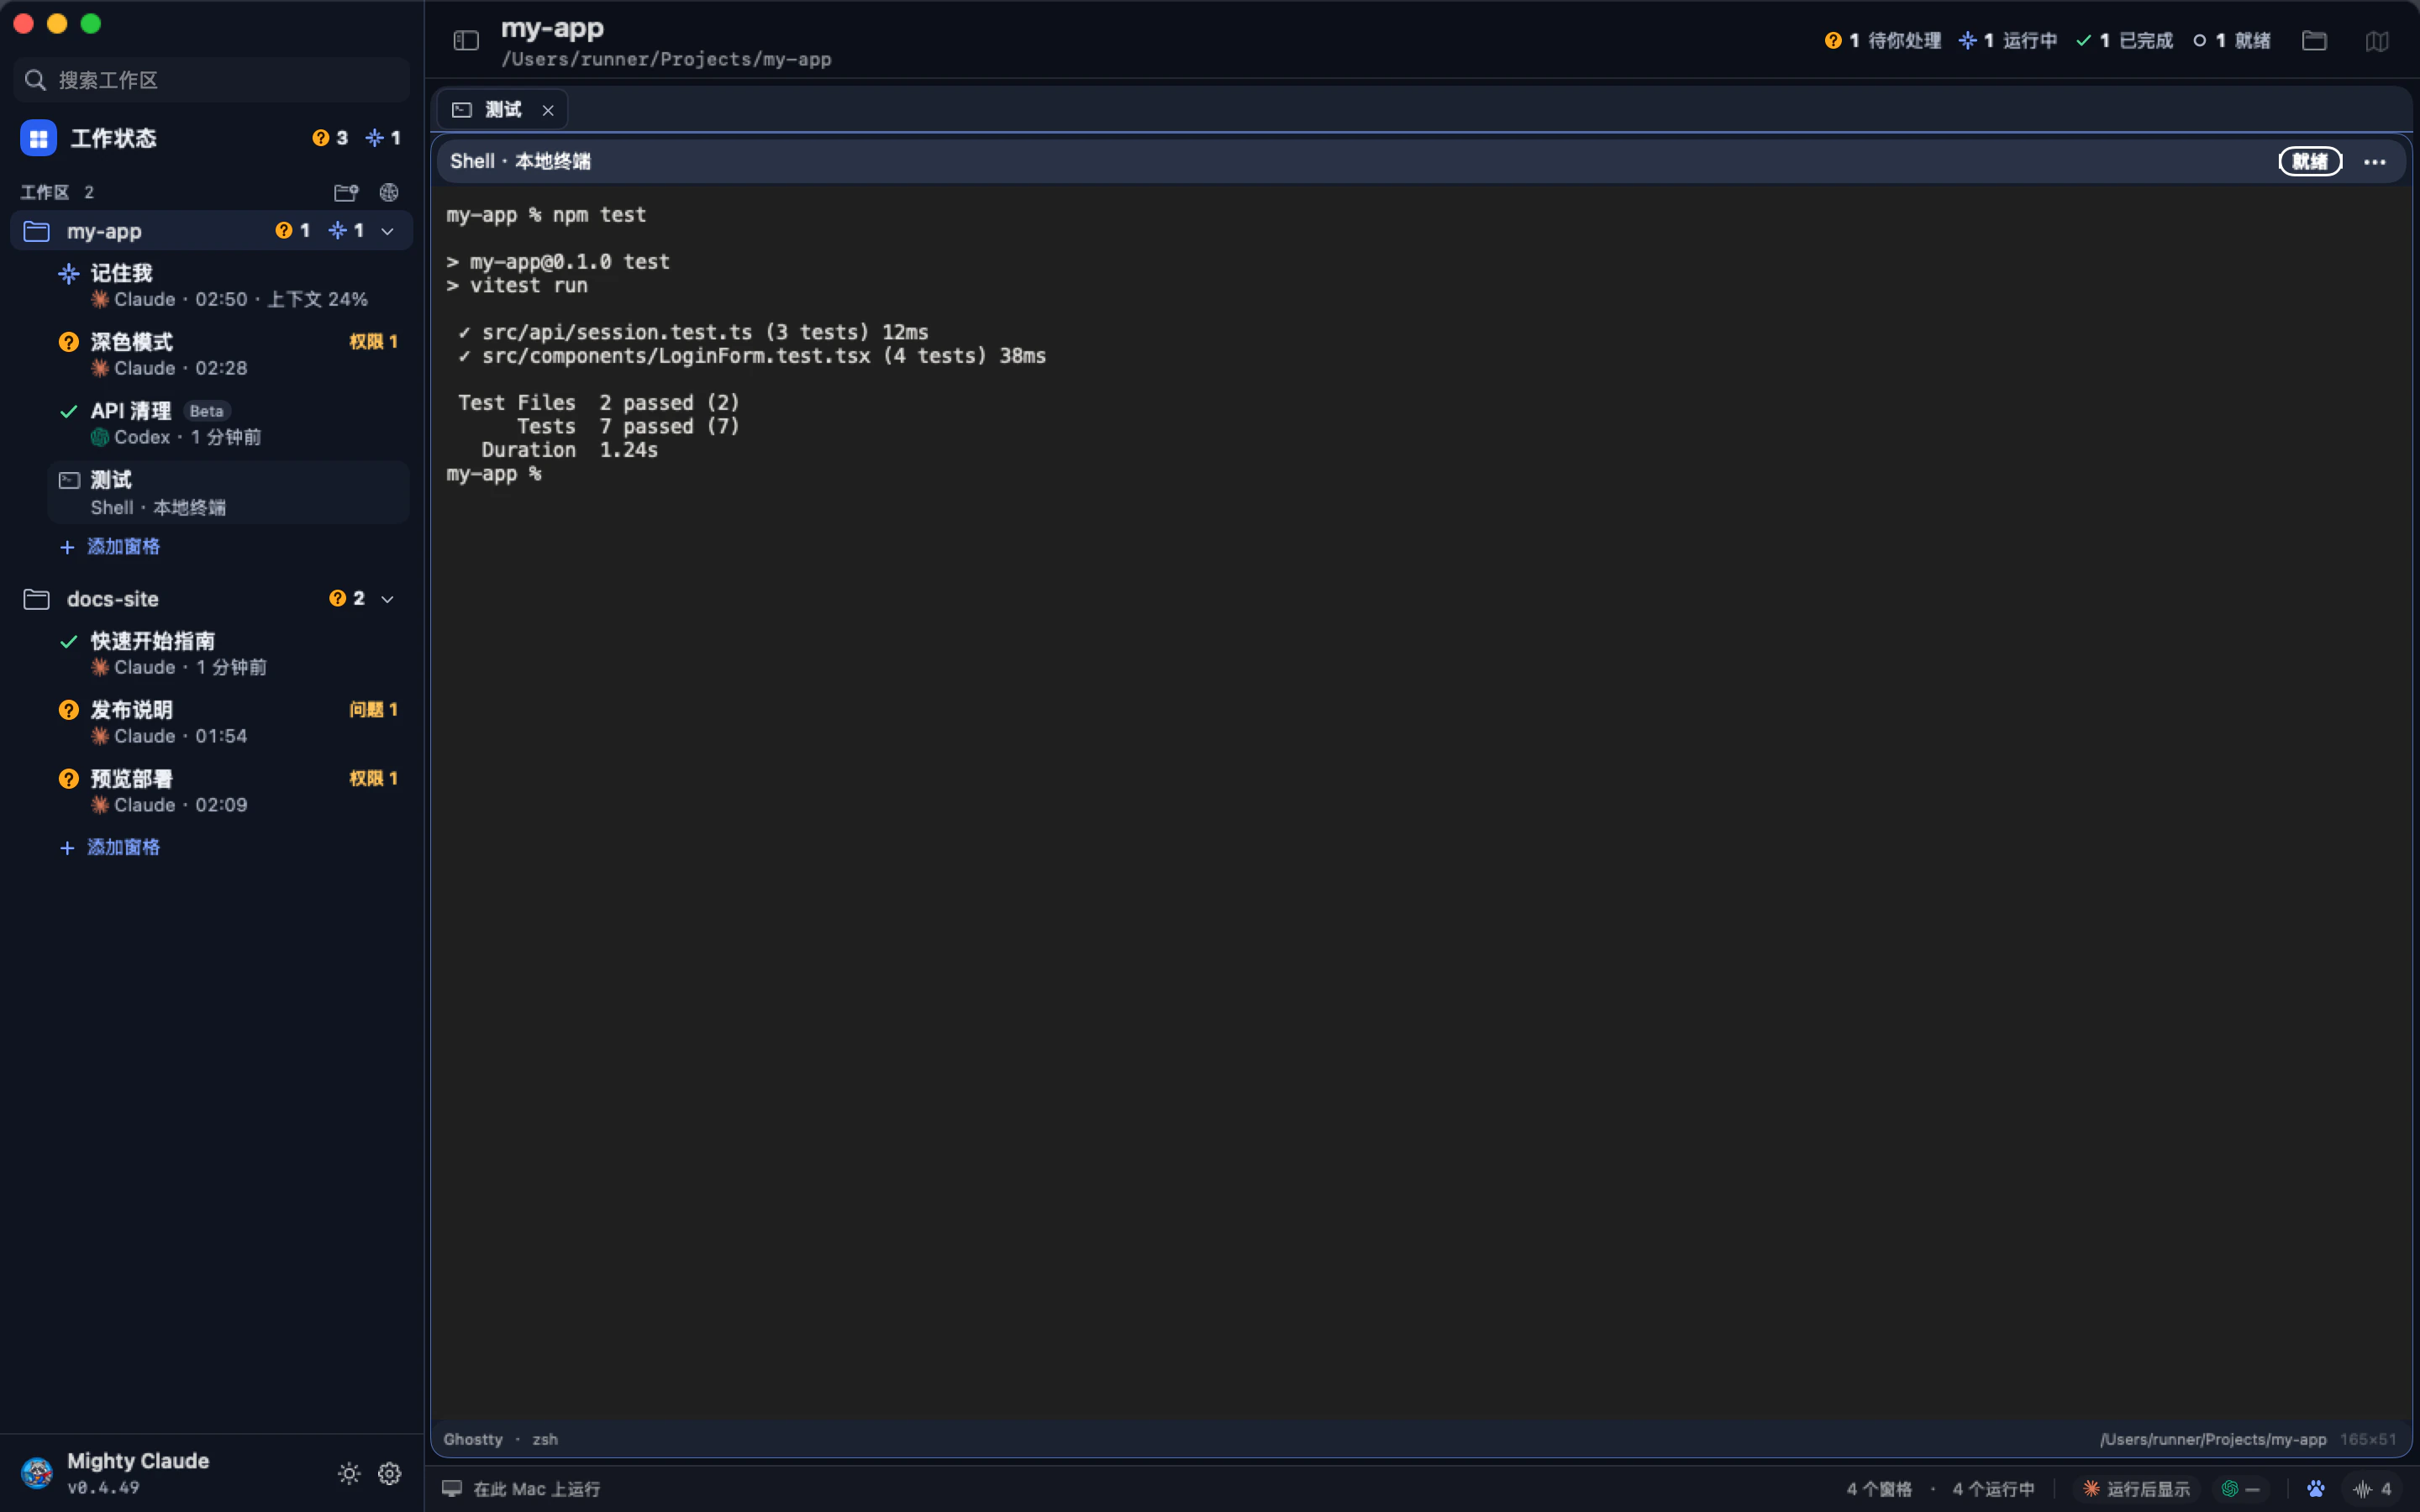 搜索工作区
工作状态 3 1
工作区 2
my-app 1 1
记住我
Claude · 02:50 · 上下文 24%
深色模式 权限 1
Claude · 02:28
API 清理 Beta
Codex · 1 分钟前
测试
Shell · 本地终端
+ 添加窗格
docs-site 2
快速开始指南
Claude · 1 分钟前
发布说明 问题 1
Claude · 01:54
预览部署 权限 1
Claude · 02:09
+ 添加窗格
Mighty Claude
v0.4.49
my-app
/Users/runner/Projects/my-app
1 待你处理 1 运行中 1 已完成 1 就绪
测试
Shell · 本地终端 就绪
my-app % npm test
> my-app@0.1.0 test
> vitest run
✓ src/api/session.test.ts (3 tests) 12ms
✓ src/components/LoginForm.test.tsx (4 tests) 38ms
Test Files 2 passed (2)
Tests 7 passed (7)
Duration 1.24s
my-app %
Ghostty · zsh /Users/runner/Projects/my-app 165×51
在此 Mac 上运行 4 个窗格 · 4 个运行中 运行后显示 — 4